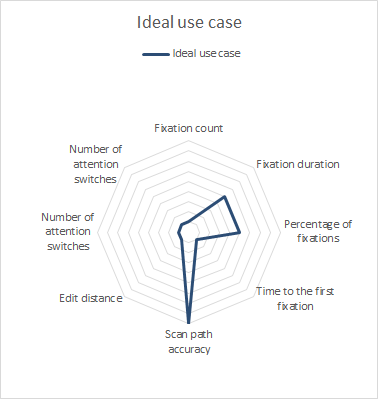 Ideal use case
Ideal use case
Fixation count
Number of
attention
switches
Fixation duration
Number of
attention
switches
Percentage of
fixations
Edit distance
Time to the first
fixation
Scan path
accuracy